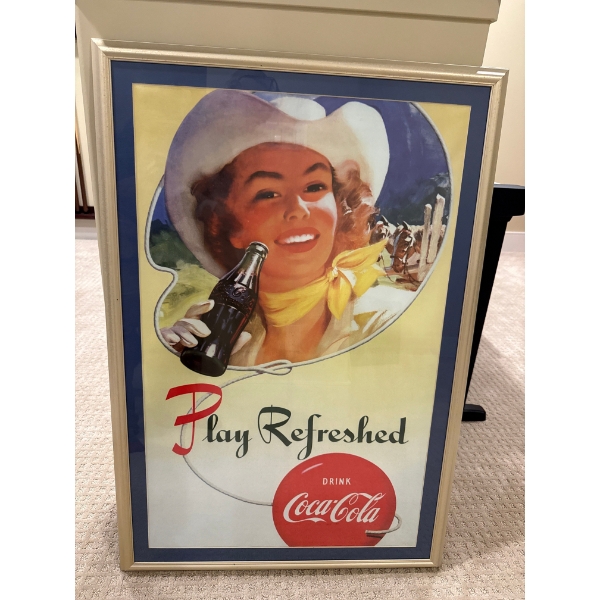 Play Refreshed
DRINK
Coca-Cola